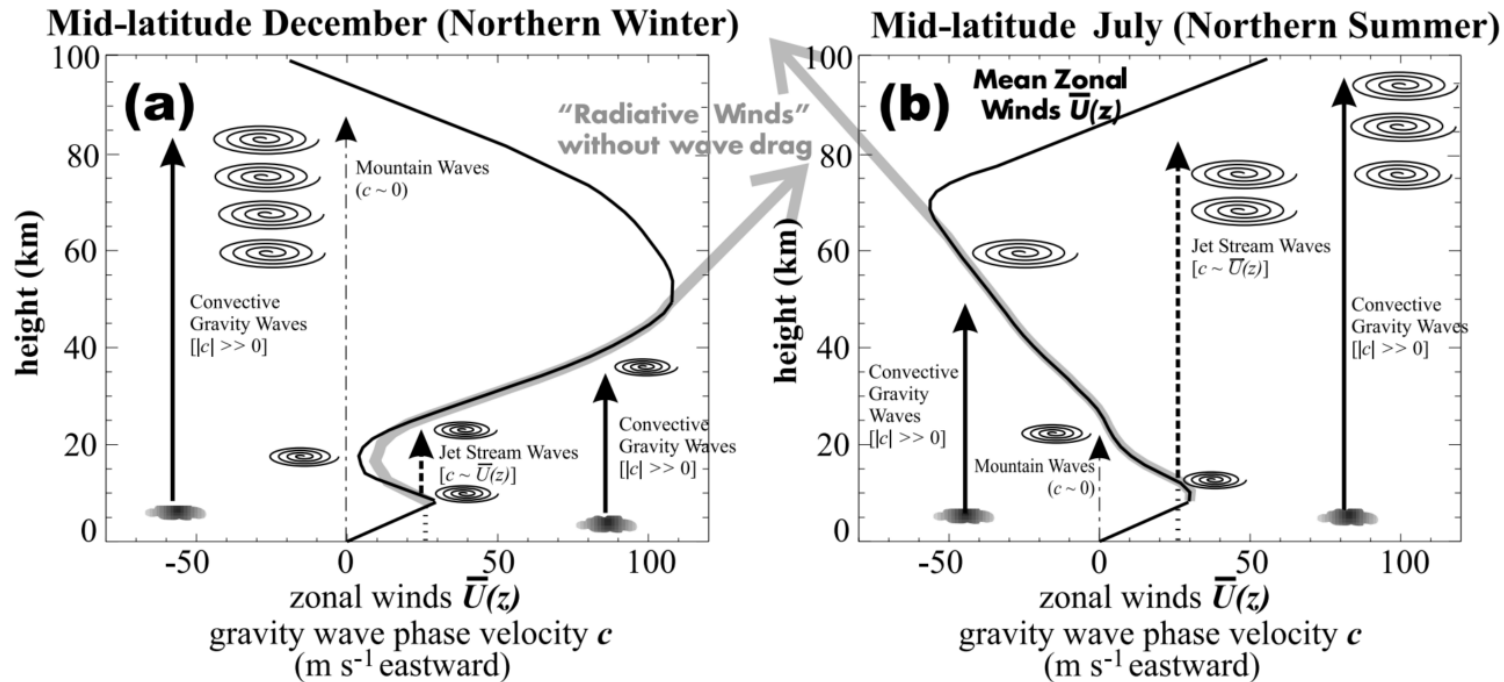 Mid-latitude December (Northern Winter)
(a)
"Radiative Winds"
without wave drag
Mountain Waves
(c ~ 0)
Convective
Gravity Waves
[|c| >> 0]
Jet Stream Waves
[c ~ U̅(z)]
Convective
Gravity Waves
[|c| >> 0]
height (km)
100
80
60
40
20
0
-50
0
50
100
zonal winds U̅(z)
gravity wave phase velocity c
(m s⁻¹ eastward)
Mid-latitude July (Northern Summer)
(b)
Mean Zonal
Winds U̅(z)
Jet Stream Waves
[c ~ U̅(z)]
Convective
Gravity Waves
[|c| >> 0]
Convective
Gravity
Waves
[|c| >> 0]
Mountain Waves
(c ~ 0)
height (km)
100
80
60
40
20
0
-50
0
50
100
zonal winds U̅(z)
gravity wave phase velocity c
(m s⁻¹ eastward)